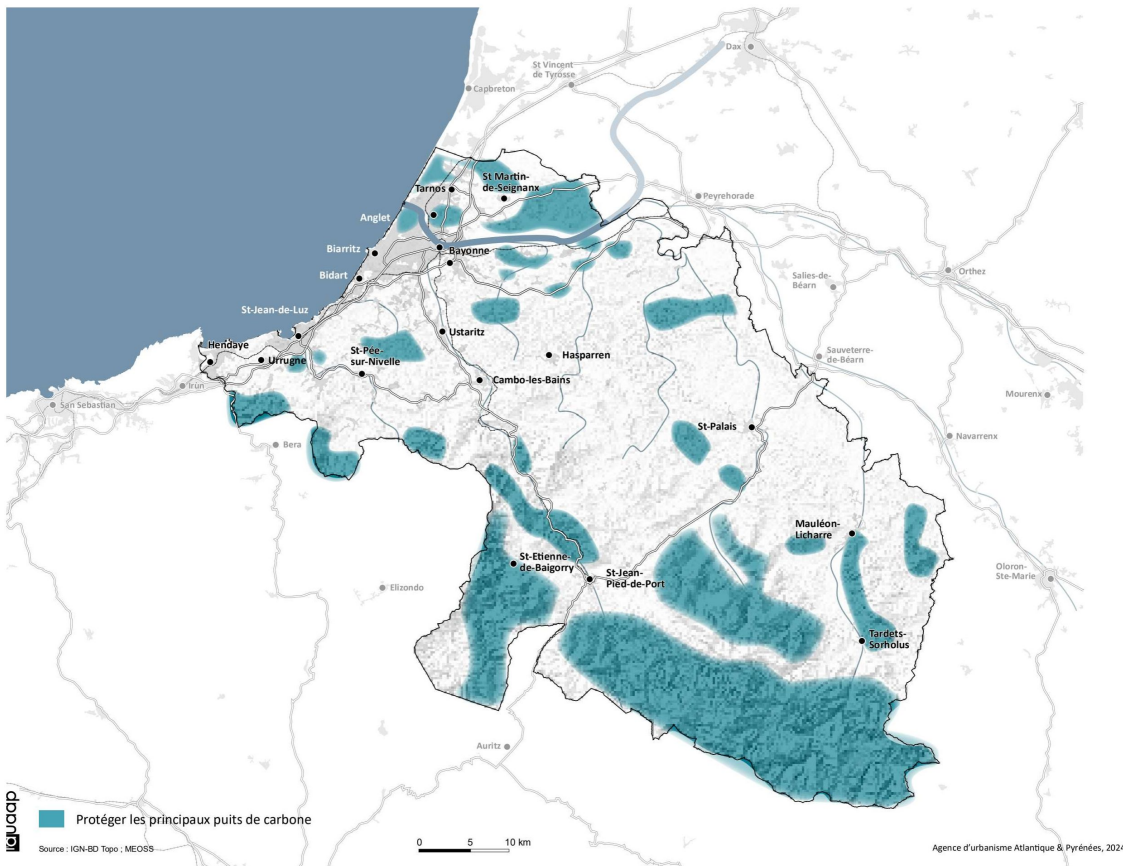 Dax
St Vincent
de Tyrosse
Capbreton
St Martin-
de-Seignanx
Tarnos
Peyrehorade
Anglet
Biarritz
Bayonne
Orthez
Bidart
Salies-de-
Béarn
St-Jean-de-Luz
Ustaritz
Hendaye
St-Pée-
sur-Nivelle
Hasparren
Sauveterre-
de-Béarn
Urrugne
Irun
Cambo-les-Bains
Mourenx
San Sebastian
St-Palais
Navarrenx
Bera
Mauléon-
Licharre
St-Etienne-
de-Baigorry
St-Jean-
Pied-de-Port
Oloron-
Ste-Marie
Elizondo
Tardets-
Sorholus
Auritz
auaap
Protéger les principaux puits de carbone
Source : IGN-BD Topo ; MEOSS
0 5 10 km
Agence d'urbanisme Atlantique & Pyrénées, 2024